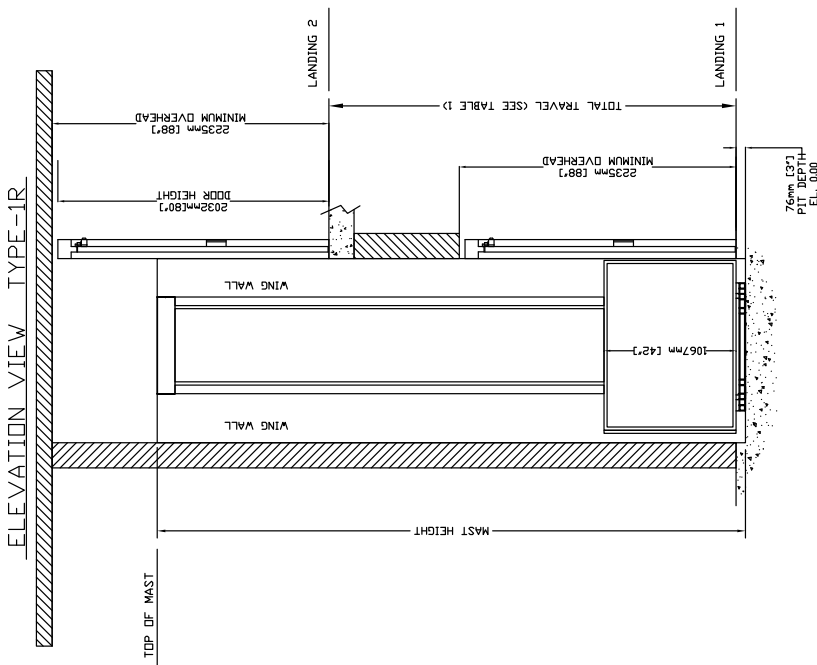 ELEVATION VIEW TYPE-1R
TOP OF MAST
MAST HEIGHT
WING WALL
WING WALL
1067mm [42"]
2032mm[80"]
DOOR HEIGHT
2235mm [88"]
MINIMUM OVERHEAD
2235mm [88"]
MINIMUM OVERHEAD
TOTAL TRAVEL (SEE TABLE 1)
LANDING 2
LANDING 1
76mm [3"]
PIT DEPTH
EL. 0.00